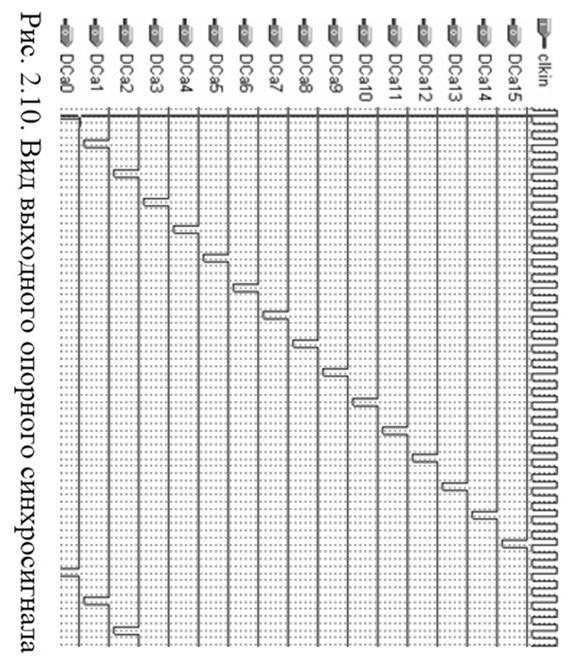 clkin
DCa15
DCa14
DCa13
DCa12
DCa11
DCa10
DCa9
DCa8
DCa7
DCa6
DCa5
DCa4
DCa3
DCa2
DCa1
DCa0
Рис. 2.10. Вид выходного опорного синхросигнала